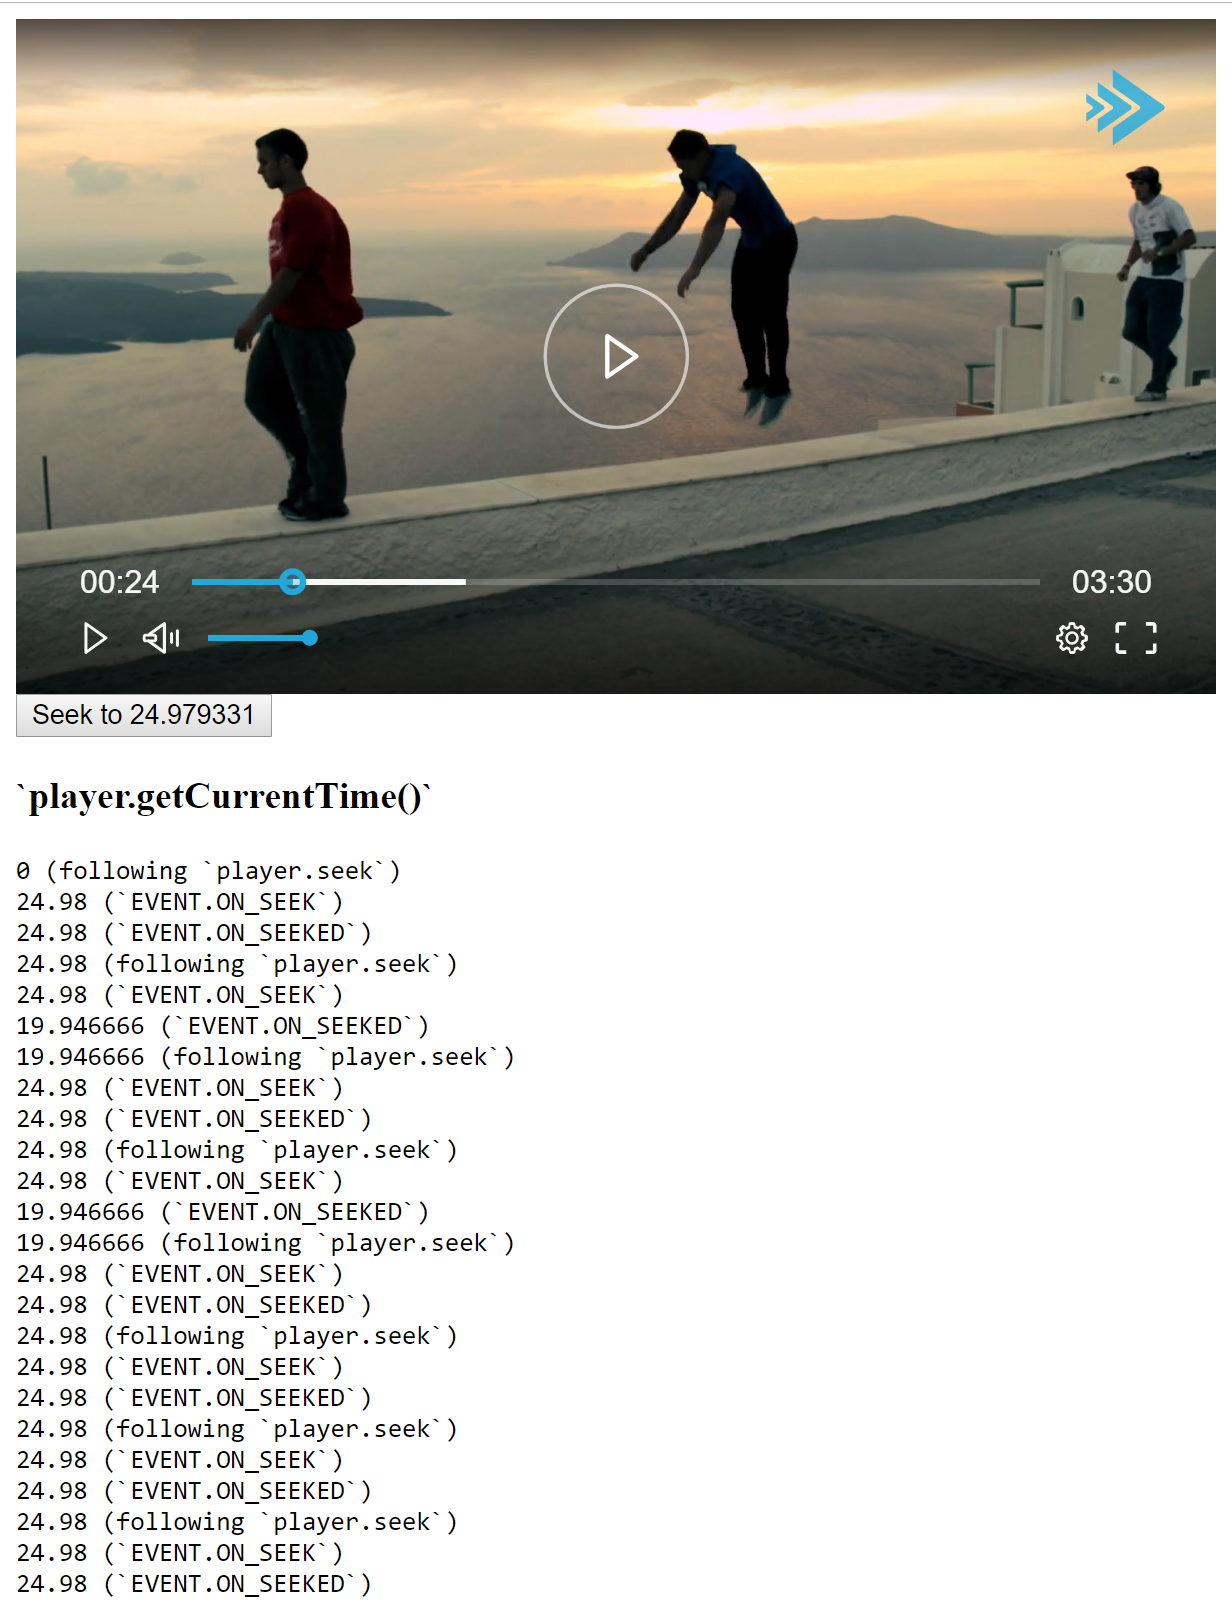 00:24
03:30
Seek to 24.979331
`player.getCurrentTime()`
0 (following `player.seek`)
24.98 (`EVENT.ON_SEEK`)
24.98 (`EVENT.ON_SEEKED`)
24.98 (following `player.seek`)
24.98 (`EVENT.ON_SEEK`)
19.946666 (`EVENT.ON_SEEKED`)
19.946666 (following `player.seek`)
24.98 (`EVENT.ON_SEEK`)
24.98 (`EVENT.ON_SEEKED`)
24.98 (following `player.seek`)
24.98 (`EVENT.ON_SEEK`)
19.946666 (`EVENT.ON_SEEKED`)
19.946666 (following `player.seek`)
24.98 (`EVENT.ON_SEEK`)
24.98 (`EVENT.ON_SEEKED`)
24.98 (following `player.seek`)
24.98 (`EVENT.ON_SEEK`)
24.98 (`EVENT.ON_SEEKED`)
24.98 (following `player.seek`)
24.98 (`EVENT.ON_SEEK`)
24.98 (`EVENT.ON_SEEKED`)
24.98 (following `player.seek`)
24.98 (`EVENT.ON_SEEK`)
24.98 (`EVENT.ON_SEEKED`)